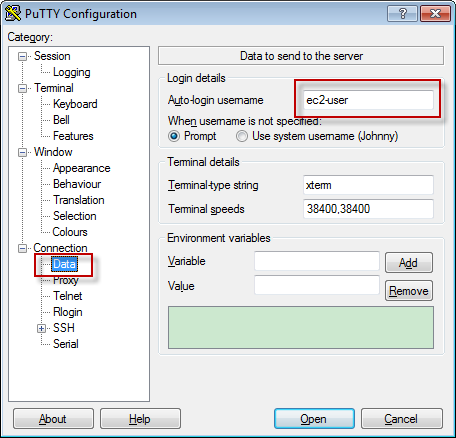 PuTTY Configuration
Category:
Session
Logging
Terminal
Keyboard
Bell
Features
Window
Appearance
Behaviour
Translation
Selection
Colours
Connection
Data
Proxy
Telnet
Rlogin
SSH
Serial
Data to send to the server
Login details
Auto-login username ec2-user
When username is not specified:
Prompt Use system username (Johnny)
Terminal details
Terminal-type string xterm
Terminal speeds 38400,38400
Environment variables
Variable Add
Value Remove
About Help Open Cancel